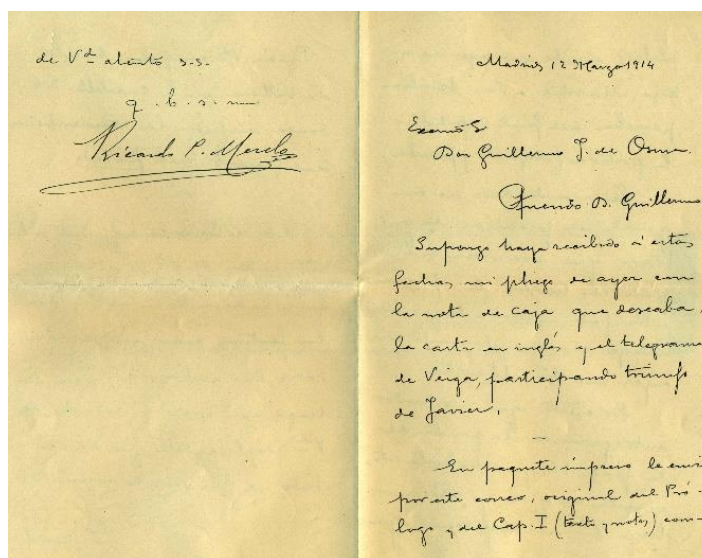 de Vd atento s.s.
q. b. s. m
Ricardo P. Merelo
Madrid 12 Marzo 1914
Excmo S
Don Guillermo J. de Osma.
Querido D. Guillermo
Supongo haya recibido á estas
fechas mi pliego de ayer con
la nota de caja que deseaba,
la carta en inglés y el telegrama
de Veiga, participando triunfo
de Javier.
En paquete impreso le envi
por este correo, original del Pró-
logo y del Cap. I (texto y notas) com-